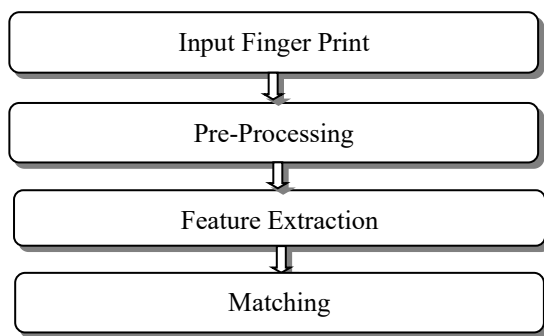 Input Finger Print
Pre-Processing
Feature Extraction
Matching